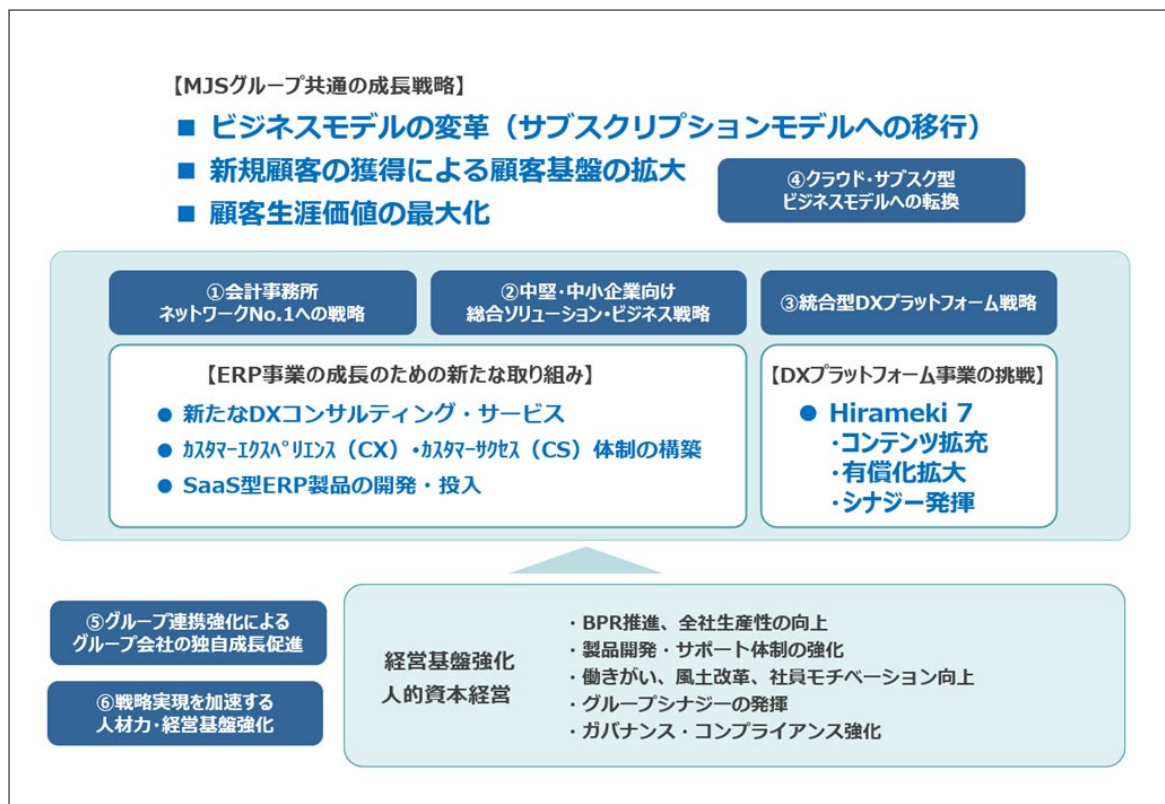 【MJSグループ共通の成長戦略】
■ ビジネスモデルの変革（サブスクリプションモデルへの移行）
■ 新規顧客の獲得による顧客基盤の拡大
■ 顧客生涯価値の最大化
④クラウド・サブスク型
ビジネスモデルへの転換
①会計事務所
ネットワークNo.1への戦略
②中堅・中小企業向け
総合ソリューション・ビジネス戦略
③統合型DXプラットフォーム戦略
【ERP事業の成長のための新たな取り組み】
● 新たなDXコンサルティング・サービス
● ｶｽﾀﾏｰｴｸｽﾍﾟﾘｴﾝｽ（CX）・ｶｽﾀﾏｰｻｸｾｽ（CS）体制の構築
● SaaS型ERP製品の開発・投入
【DXプラットフォーム事業の挑戦】
● Hirameki 7
・コンテンツ拡充
・有償化拡大
・シナジー発揮
⑤グループ連携強化による
グループ会社の独自成長促進
⑥戦略実現を加速する
人材力・経営基盤強化
経営基盤強化
人的資本経営
・BPR推進、全社生産性の向上
・製品開発・サポート体制の強化
・働きがい、風土改革、社員モチベーション向上
・グループシナジーの発揮
・ガバナンス・コンプライアンス強化